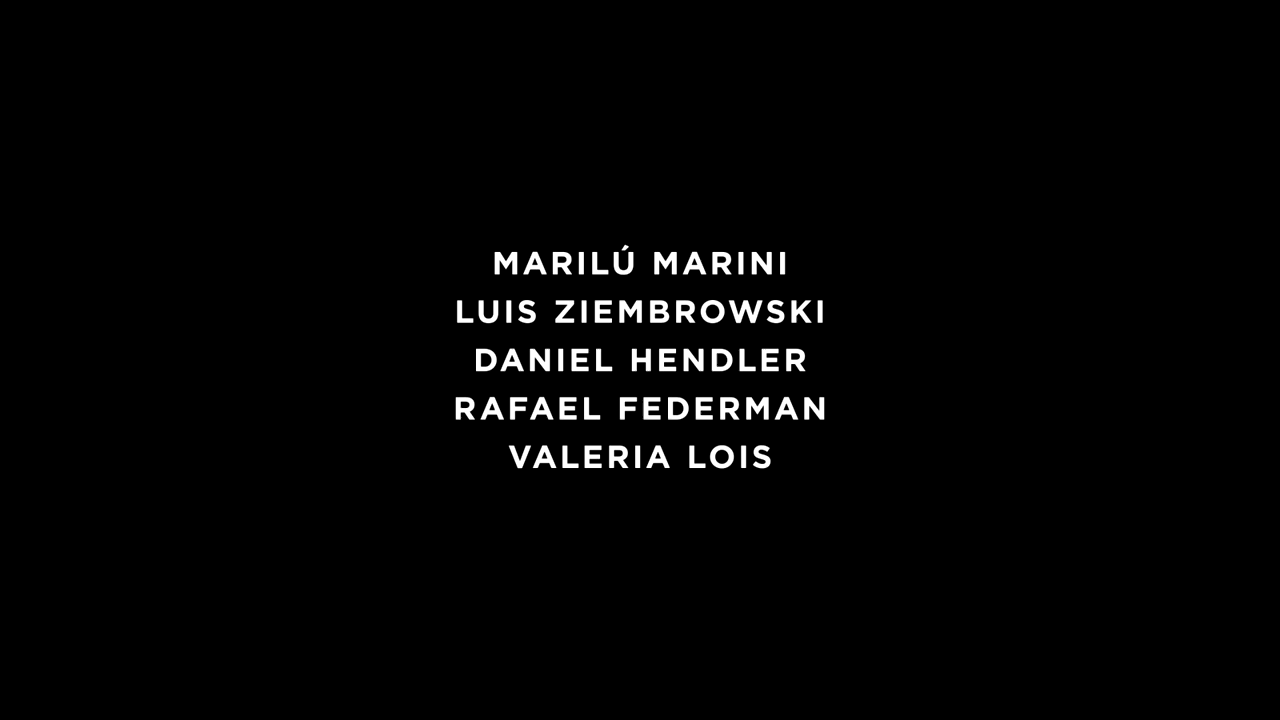 MARILÚ MARINI
LUIS ZIEMBROWSKI
DANIEL HENDLER
RAFAEL FEDERMAN
VALERIA LOIS